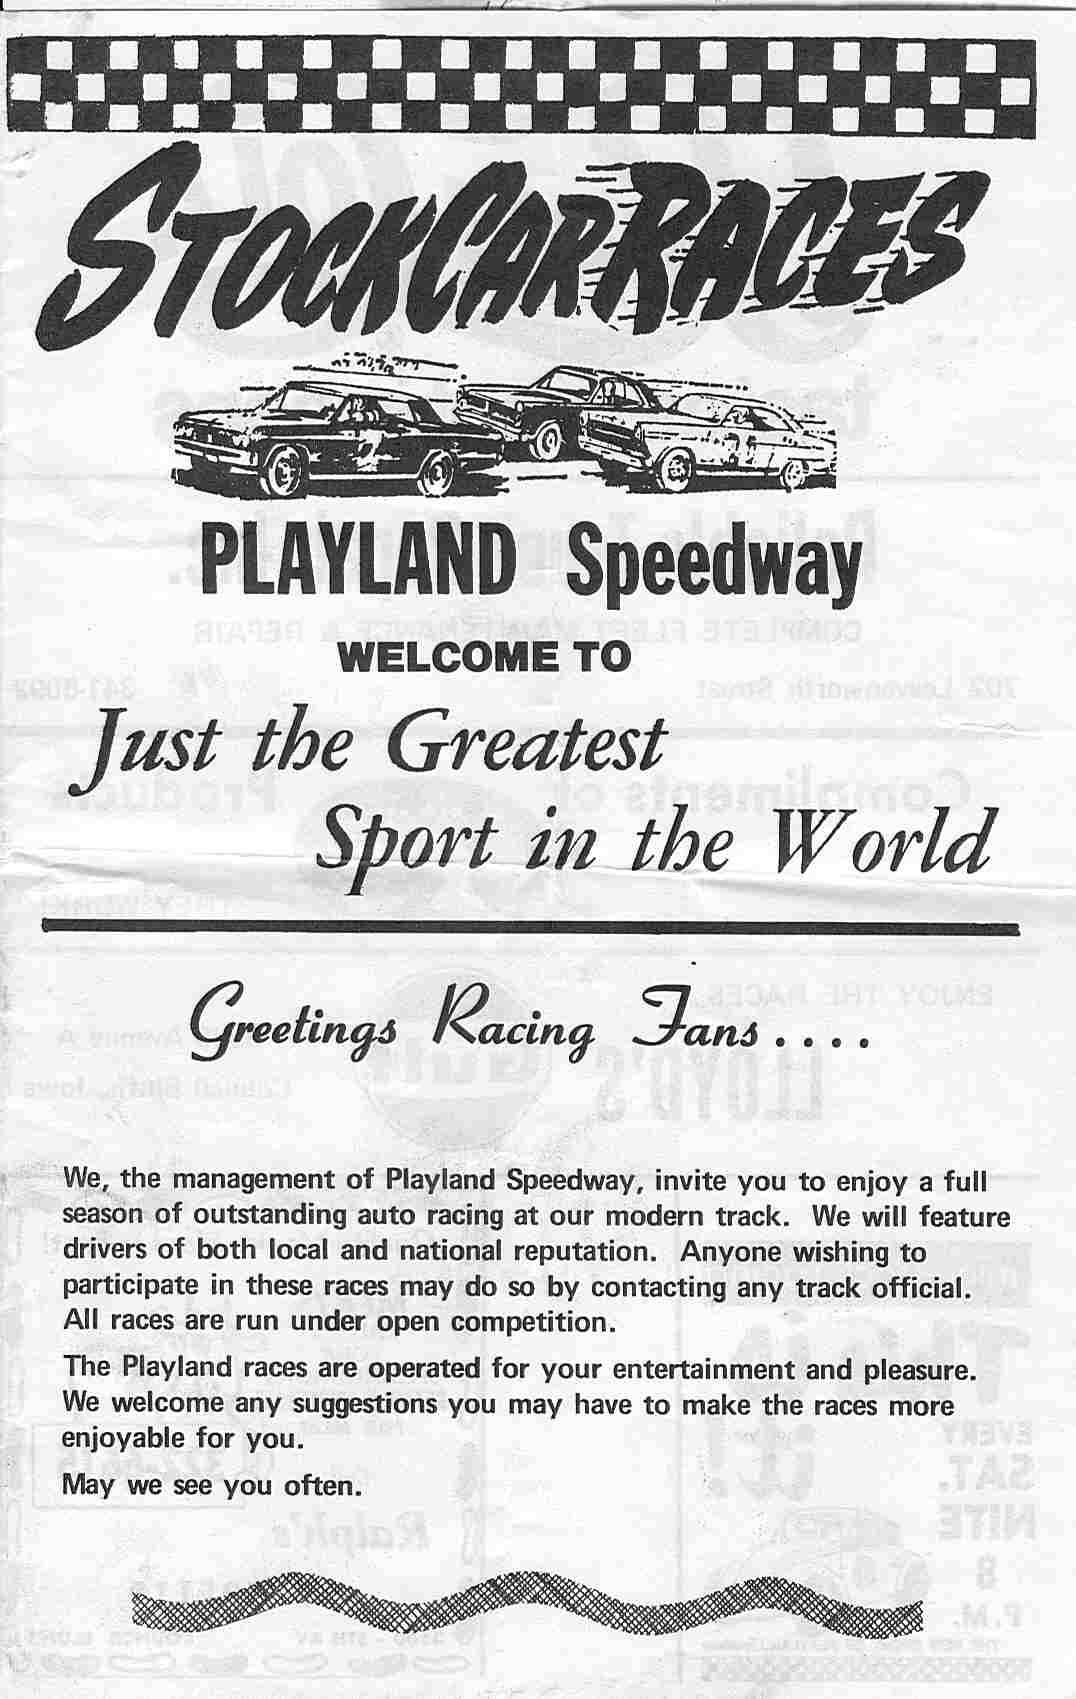 STOCK CAR RACES
PLAYLAND Speedway
WELCOME TO
Just the Greatest
Sport in the World
Greetings Racing Fans....
We, the management of Playland Speedway, invite you to enjoy a full
season of outstanding auto racing at our modern track. We will feature
drivers of both local and national reputation. Anyone wishing to
participate in these races may do so by contacting any track official.
All races are run under open competition.
The Playland races are operated for your entertainment and pleasure.
We welcome any suggestions you may have to make the races more
enjoyable for you.
May we see you often.